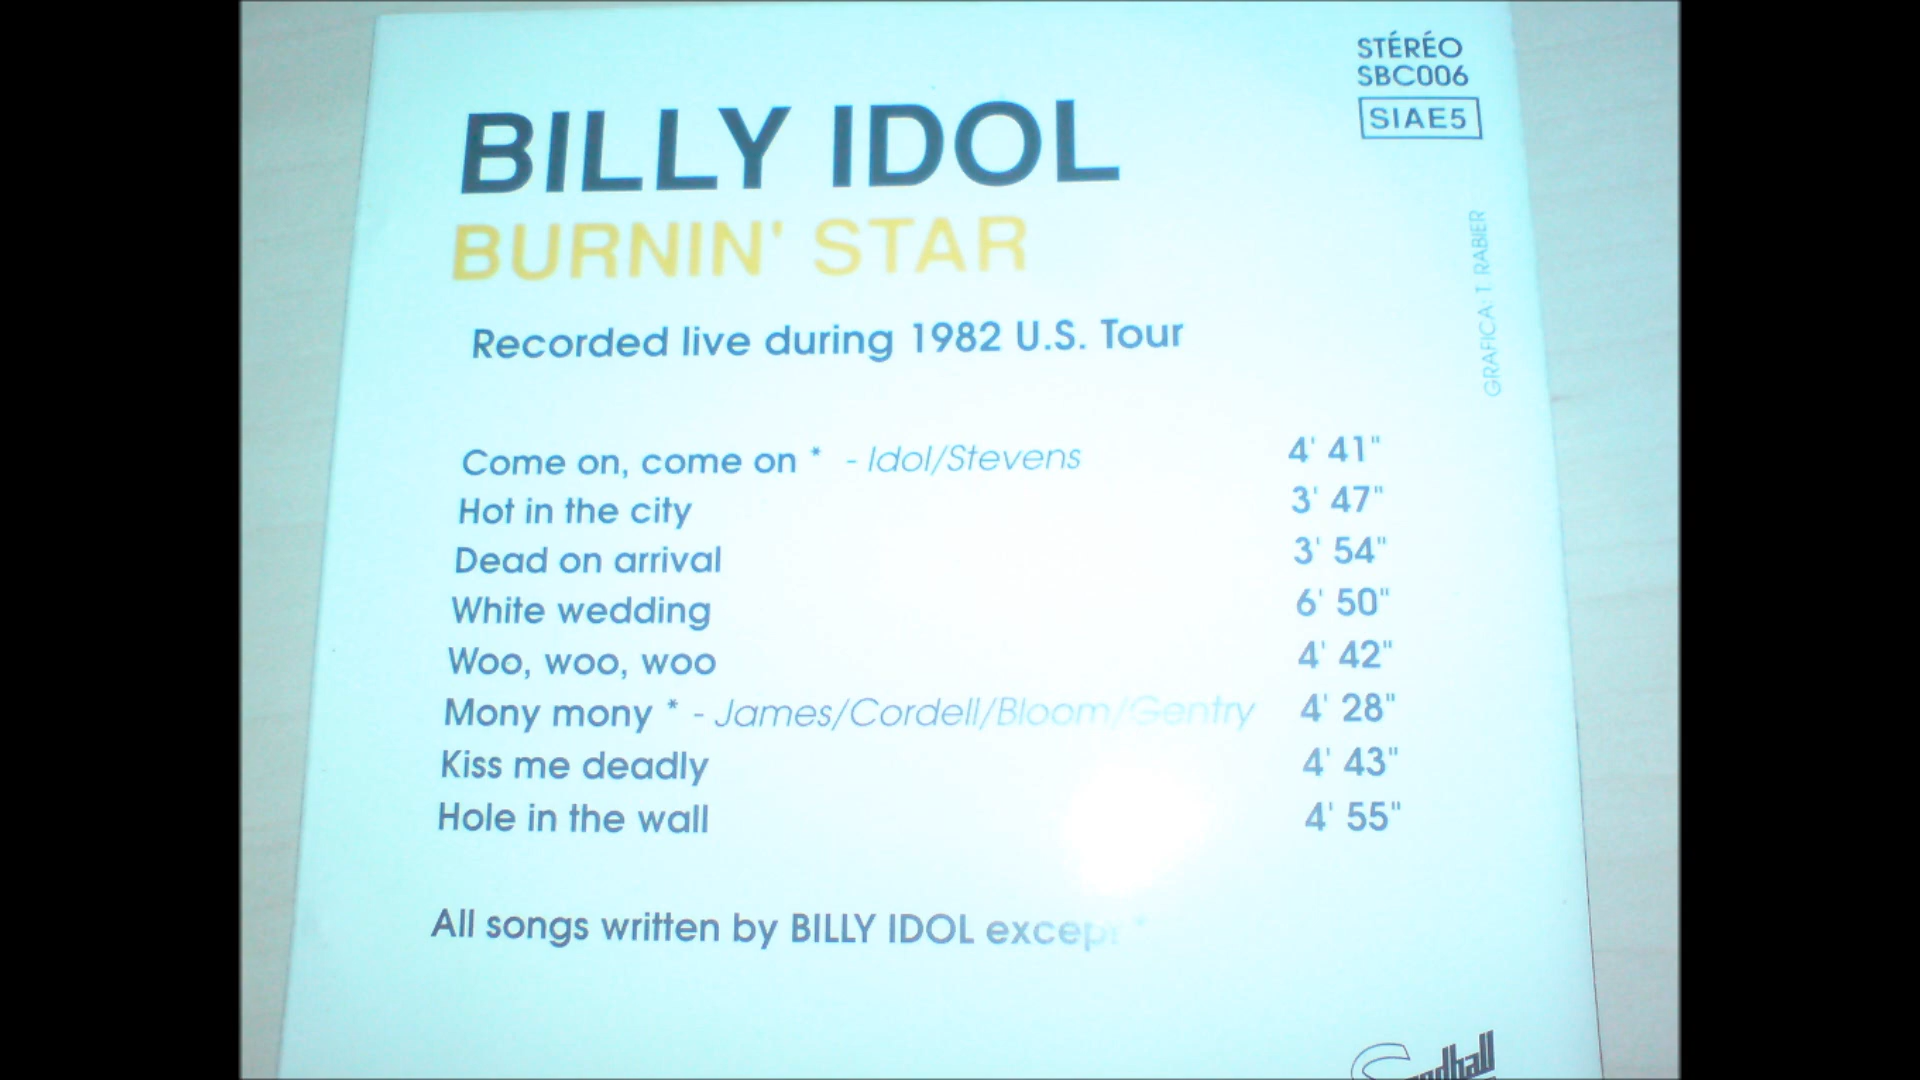 STÉRÉO
SBC006
SIAE5
BILLY IDOL
BURNIN' STAR
GRAFICA: T RABIER
Recorded live during 1982 U.S. Tour
Come on, come on * - Idol/Stevens 4' 41"
Hot in the city 3' 47"
Dead on arrival 3' 54"
White wedding 6' 50"
Woo, woo, woo 4' 42"
Mony mony * - James/Cordell/Bloom/Gentry 4' 28"
Kiss me deadly 4' 43"
Hole in the wall 4' 55"
All songs written by BILLY IDOL except *